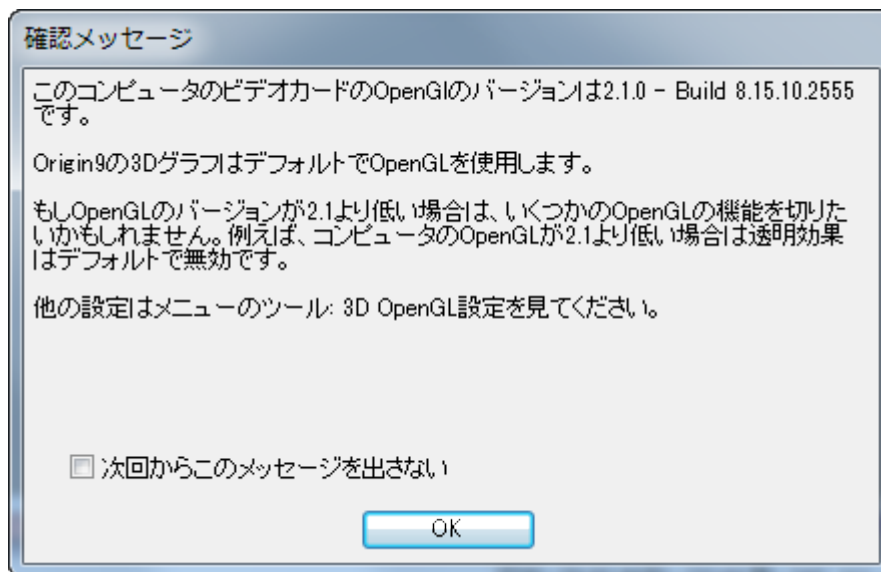 確認メッセージ
このコンピュータのビデオカードのOpenGlのバージョンは2.1.0 - Build 8.15.10.2555
です。
Origin9の3DグラフはデフォルトでOpenGLを使用します。
もしOpenGLのバージョンが2.1より低い場合は、いくつかのOpenGLの機能を切りた
いかもしれません。例えば、コンピュータのOpenGLが2.1より低い場合は透明効果
はデフォルトで無効です。
他の設定はメニューのツール: 3D OpenGL設定を見てください。
次回からこのメッセージを出さない
OK